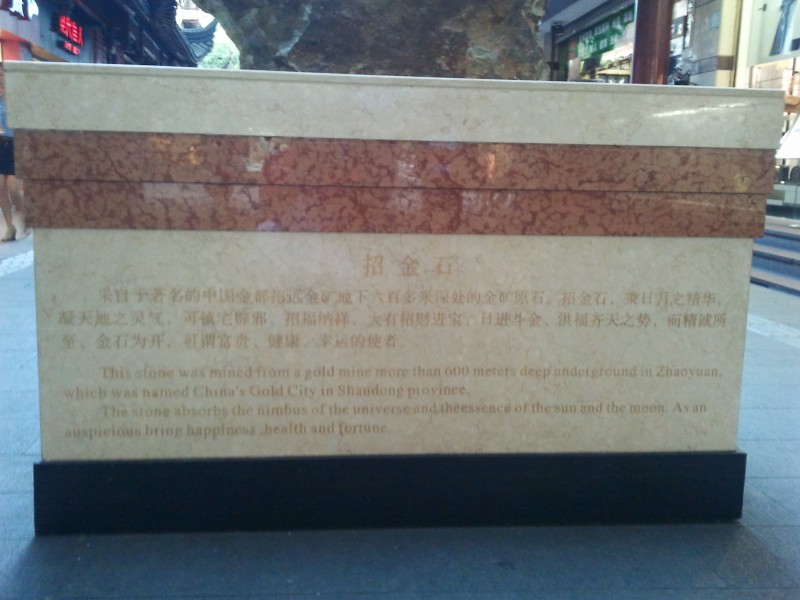 招金石
采自于著名的中国金都招远金矿地下六百多米深处的金矿原石。招金石，秉日月之精华，
凝天地之灵气，可镇宅辟邪、招福纳祥，大有招财进宝、日进斗金、洪福齐天之势，而精诚所
至、金石为开，可谓富贵、健康、幸运的使者。
This stone was mined from a gold mine more than 600 meters deep underground in Zhaoyuan,
which was named China's Gold City in Shandong province.
The stone absorbs the nimbus of the universe and theessence of the sun and the moon. As an
auspicious bring happiness ,health and fortune.